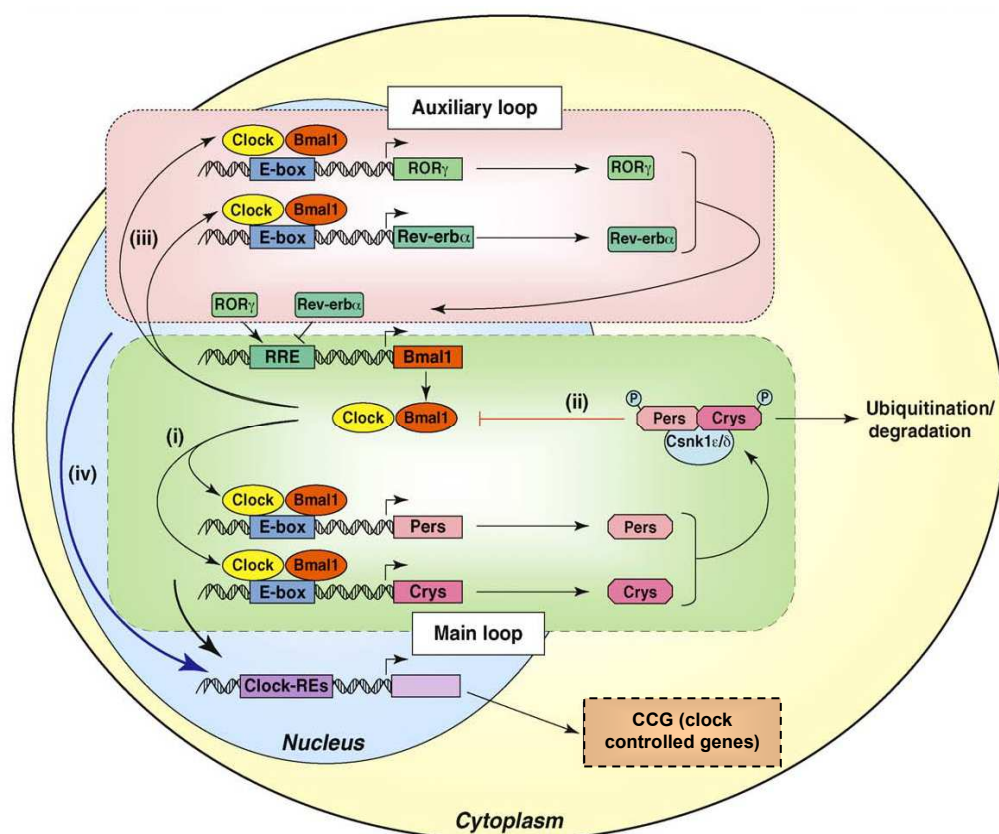 Auxiliary loop
Clock Bmal1
E-box RORγ RORγ
Clock Bmal1
(iii)
E-box Rev-erbα Rev-erbα
RORγ Rev-erbα
RRE Bmal1
(ii)
P P
Clock Bmal1 Pers Crys
Ubiquitination/
degradation
Csnk1ε/δ
(i)
(iv)
Clock Bmal1
E-box Pers Pers
Clock Bmal1
E-box Crys Crys
Main loop
Clock-REs
CCG (clock
controlled genes)
Nucleus
Cytoplasm